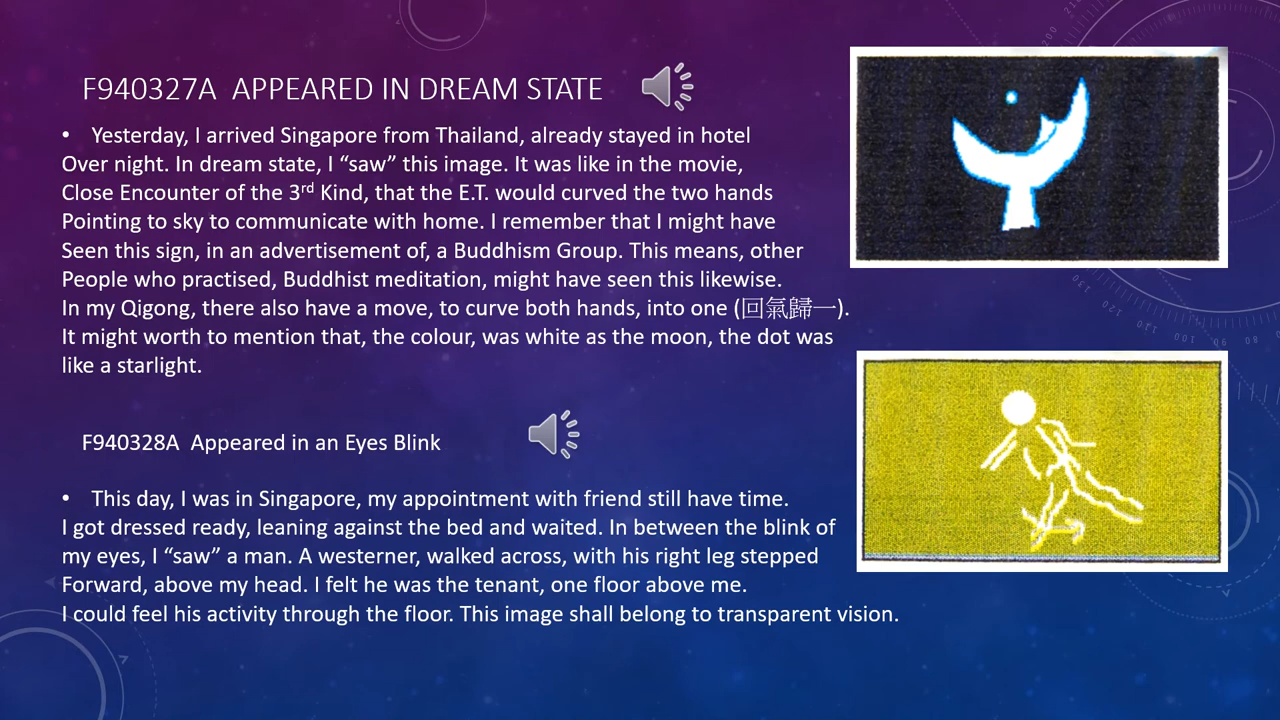 F940327A APPEARED IN DREAM STATE
• Yesterday, I arrived Singapore from Thailand, already stayed in hotel
Over night. In dream state, I “saw” this image. It was like in the movie,
Close Encounter of the 3rd Kind, that the E.T. would curved the two hands
Pointing to sky to communicate with home. I remember that I might have
Seen this sign, in an advertisement of, a Buddhism Group. This means, other
People who practised, Buddhist meditation, might have seen this likewise.
In my Qigong, there also have a move, to curve both hands, into one (回氣歸一).
It might worth to mention that, the colour, was white as the moon, the dot was
like a starlight.
F940328A Appeared in an Eyes Blink
• This day, I was in Singapore, my appointment with friend still have time.
I got dressed ready, leaning against the bed and waited. In between the blink of
my eyes, I “saw” a man. A westerner, walked across, with his right leg stepped
Forward, above my head. I felt he was the tenant, one floor above me.
I could feel his activity through the floor. This image shall belong to transparent vision.